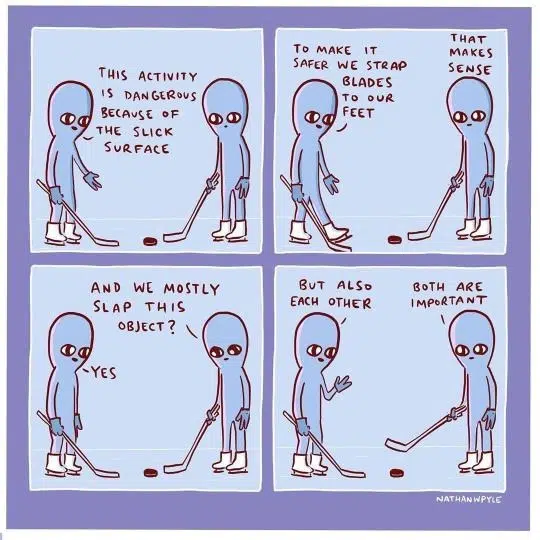 THIS ACTIVITY
IS DANGEROUS
BECAUSE OF
THE SLICK
SURFACE
TO MAKE IT
SAFER WE STRAP
BLADES
TO OUR
FEET
THAT
MAKES
SENSE
AND WE MOSTLY
SLAP THIS
OBJECT?
YES
BUT ALSO
EACH OTHER
BOTH ARE
IMPORTANT
NATHANWPYLE